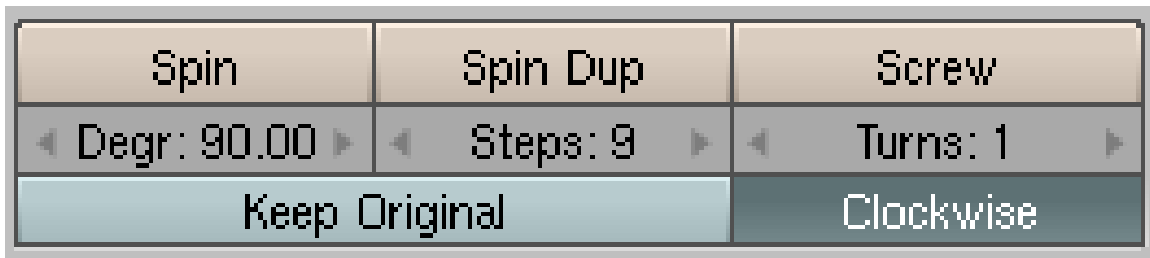 Spin Spin Dup Screw
Degr: 90.00 Steps: 9 Turns: 1
Keep Original Clockwise